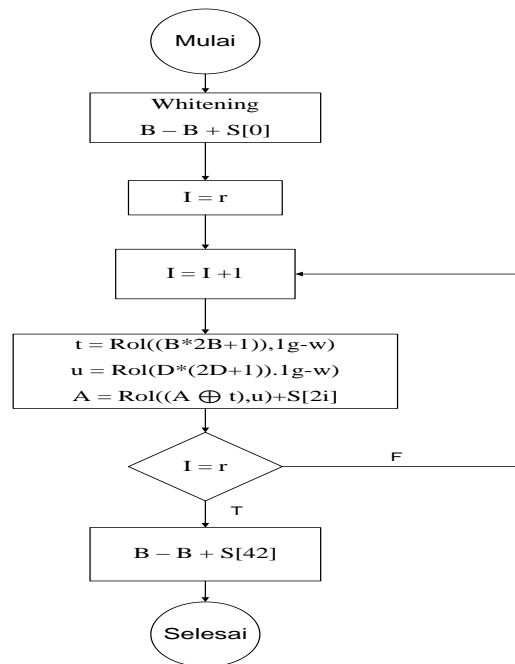 Mulai
Whitening
B – B + S[0]
I = r
I = I +1
t = Rol((B*2B+1)),1g-w)
u = Rol(D*(2D+1)).1g-w)
A = Rol((A ⊕ t),u)+S[2i]
I = r
F
T
B – B + S[42]
Selesai